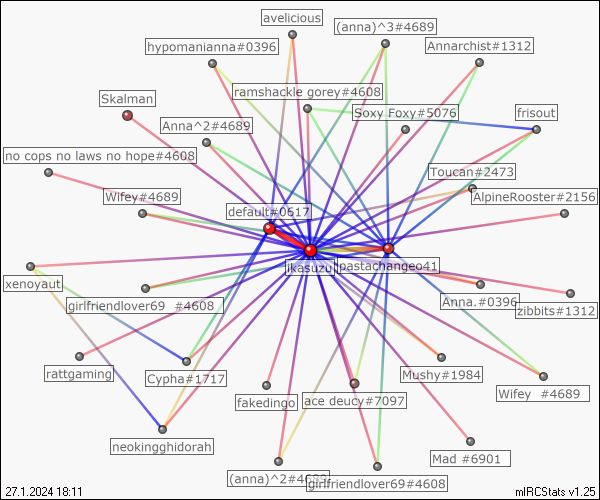 avelicious
(anna)^3#4689
hypomanianna#0396
Annarchist#1312
ramshackle gorey#4608
Skalman
Soxy Foxy#5076
frisout
Anna^2#4689
no cops no laws no hope#4608
Toucan#2473
Wifey#4689
AlpineRooster#2156
default#0617
ikasuzu
pastachangeo41
xenoyaut
girlfriendlover69 #4608
Anna.#0396
zibbits#1312
rattgaming
Cypha#1717
Mushy#1984
fakedingo
ace deucy#7097
Wifey #4689
neokingghidorah
Mad #6901
(anna)^2#4689
girlfriendlover69#4608
27.1.2024 18:11
mIRCStats v1.25